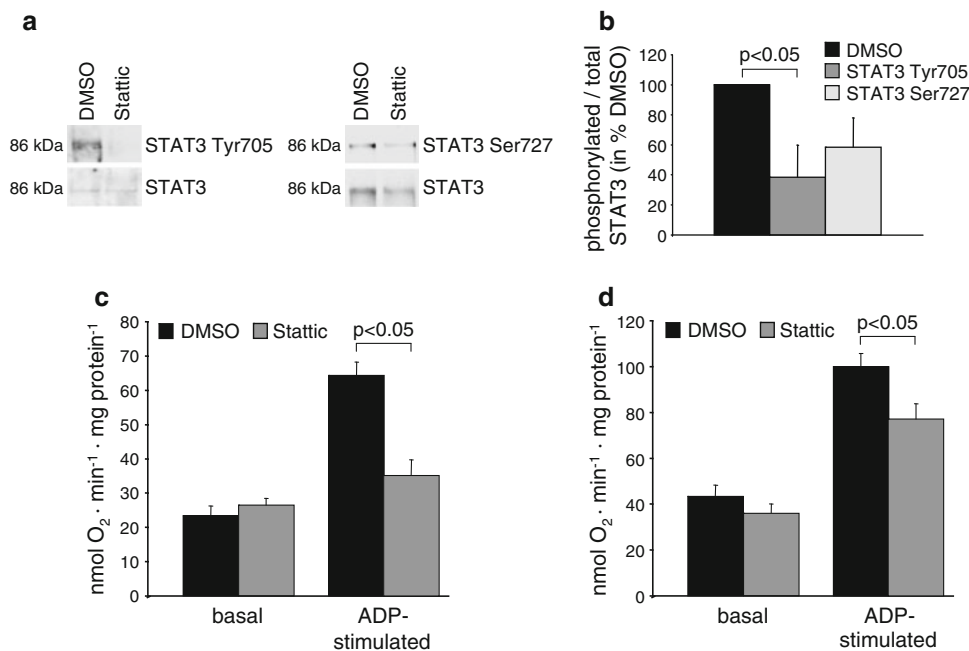 a
DMSO
Stattic
86 kDa
STAT3 Tyr705
86 kDa
STAT3
DMSO
Stattic
86 kDa
STAT3 Ser727
86 kDa
STAT3
b
phosphorylated / total
STAT3 (in % DMSO)
120
100
80
60
40
20
0
p<0.05
DMSO
STAT3 Tyr705
STAT3 Ser727
c
nmol O₂ · min⁻¹ · mg protein⁻¹
80
70
60
50
40
30
20
10
0
DMSO
Stattic
p<0.05
basal
ADP-
stimulated
d
nmol O₂ · min⁻¹ · mg protein⁻¹
120
100
80
60
40
20
0
DMSO
Stattic
p<0.05
basal
ADP-
stimulated